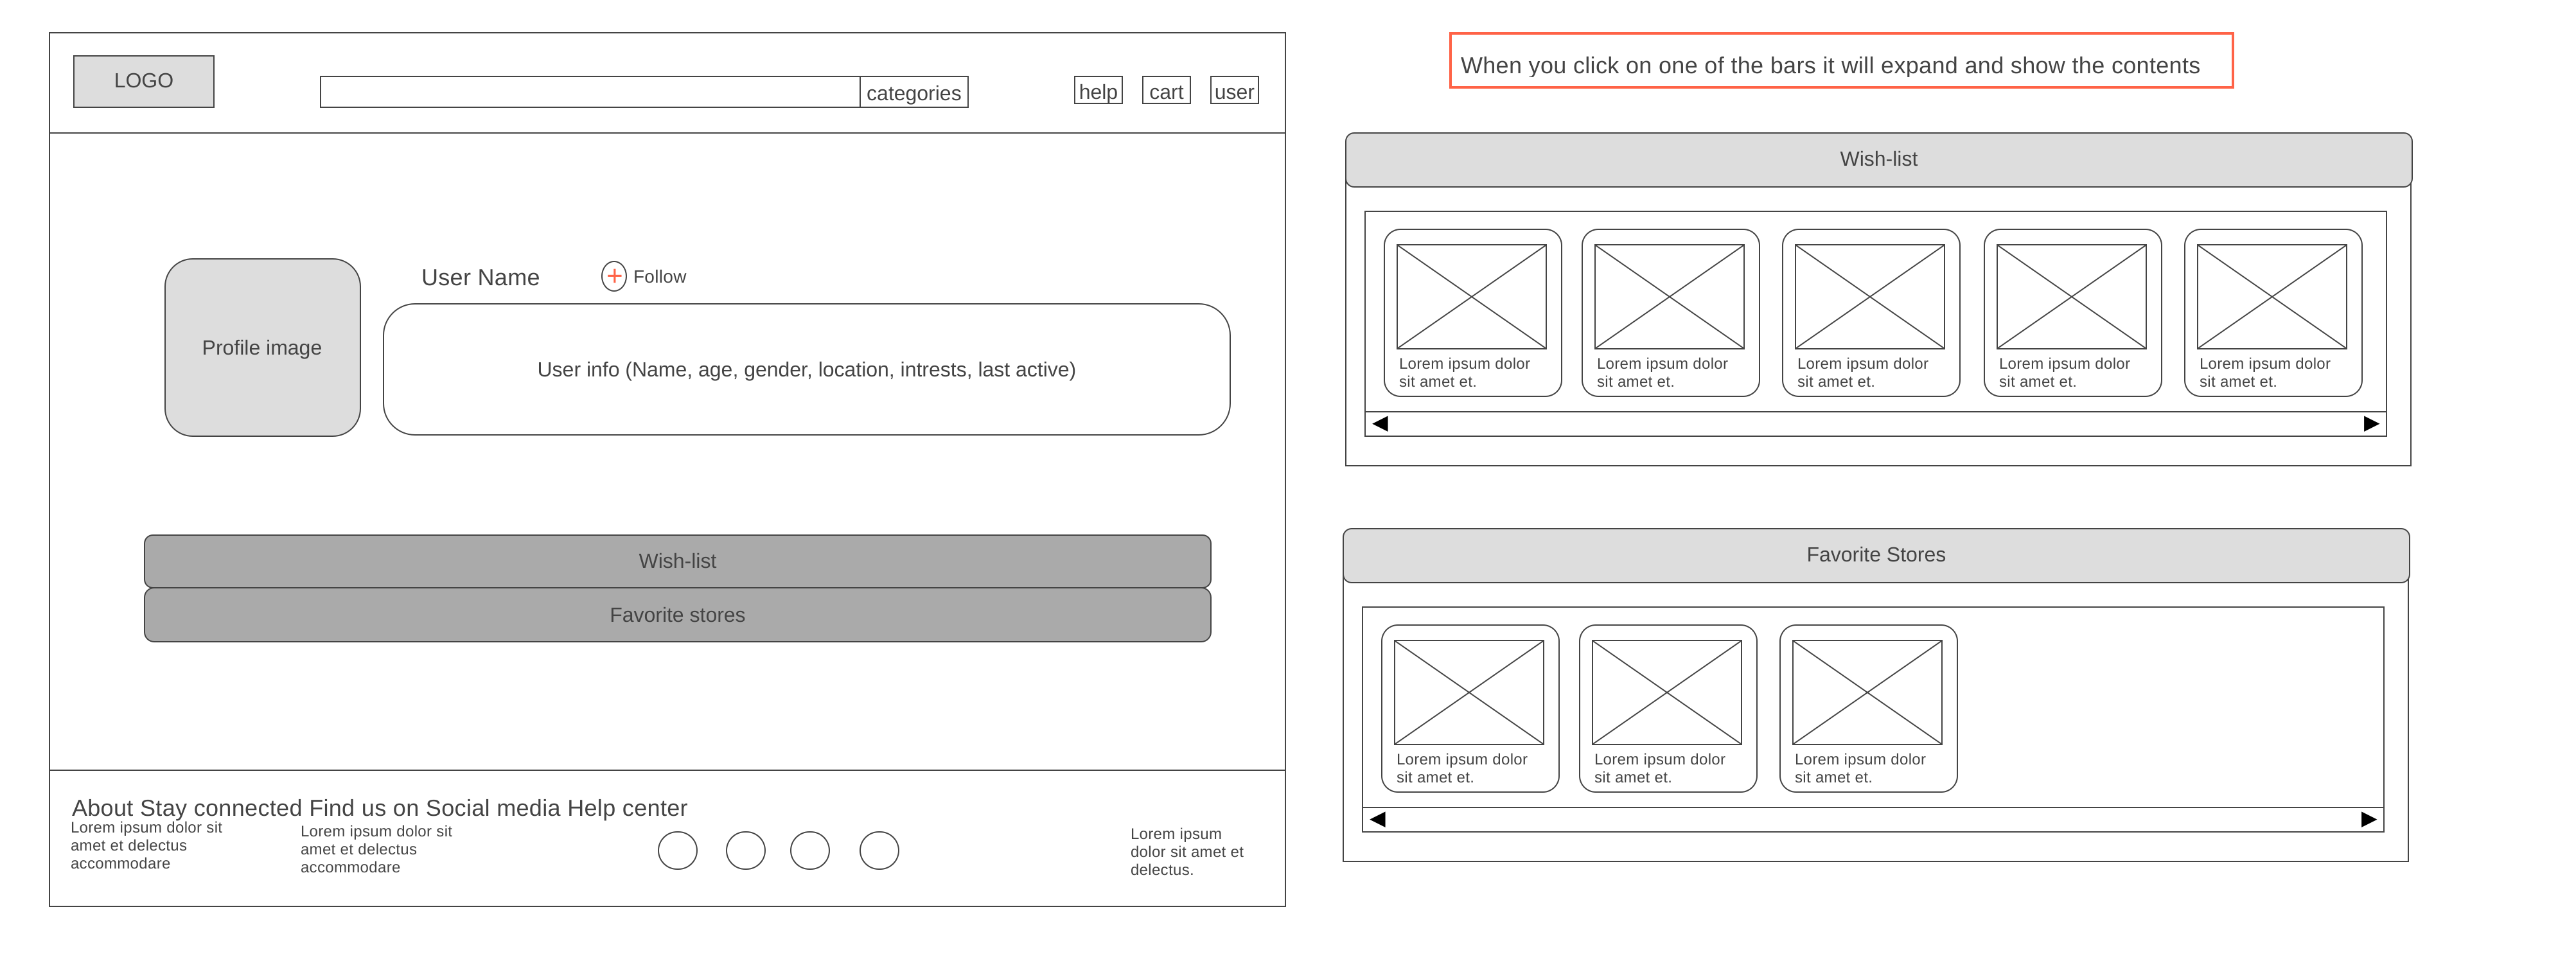 LOGO
categories
help
cart
user
User Name
Follow
Profile image
User info (Name, age, gender, location, intrests, last active)
Wish-list
Favorite stores
About Stay connected Find us on Social media Help center
Lorem ipsum dolor sit
amet et delectus
accommodare
Lorem ipsum dolor sit
amet et delectus
accommodare
Lorem ipsum
dolor sit amet et
delectus.
When you click on one of the bars it will expand and show the contents
Wish-list
Lorem ipsum dolor
sit amet et.
Lorem ipsum dolor
sit amet et.
Lorem ipsum dolor
sit amet et.
Lorem ipsum dolor
sit amet et.
Lorem ipsum dolor
sit amet et.
Favorite Stores
Lorem ipsum dolor
sit amet et.
Lorem ipsum dolor
sit amet et.
Lorem ipsum dolor
sit amet et.